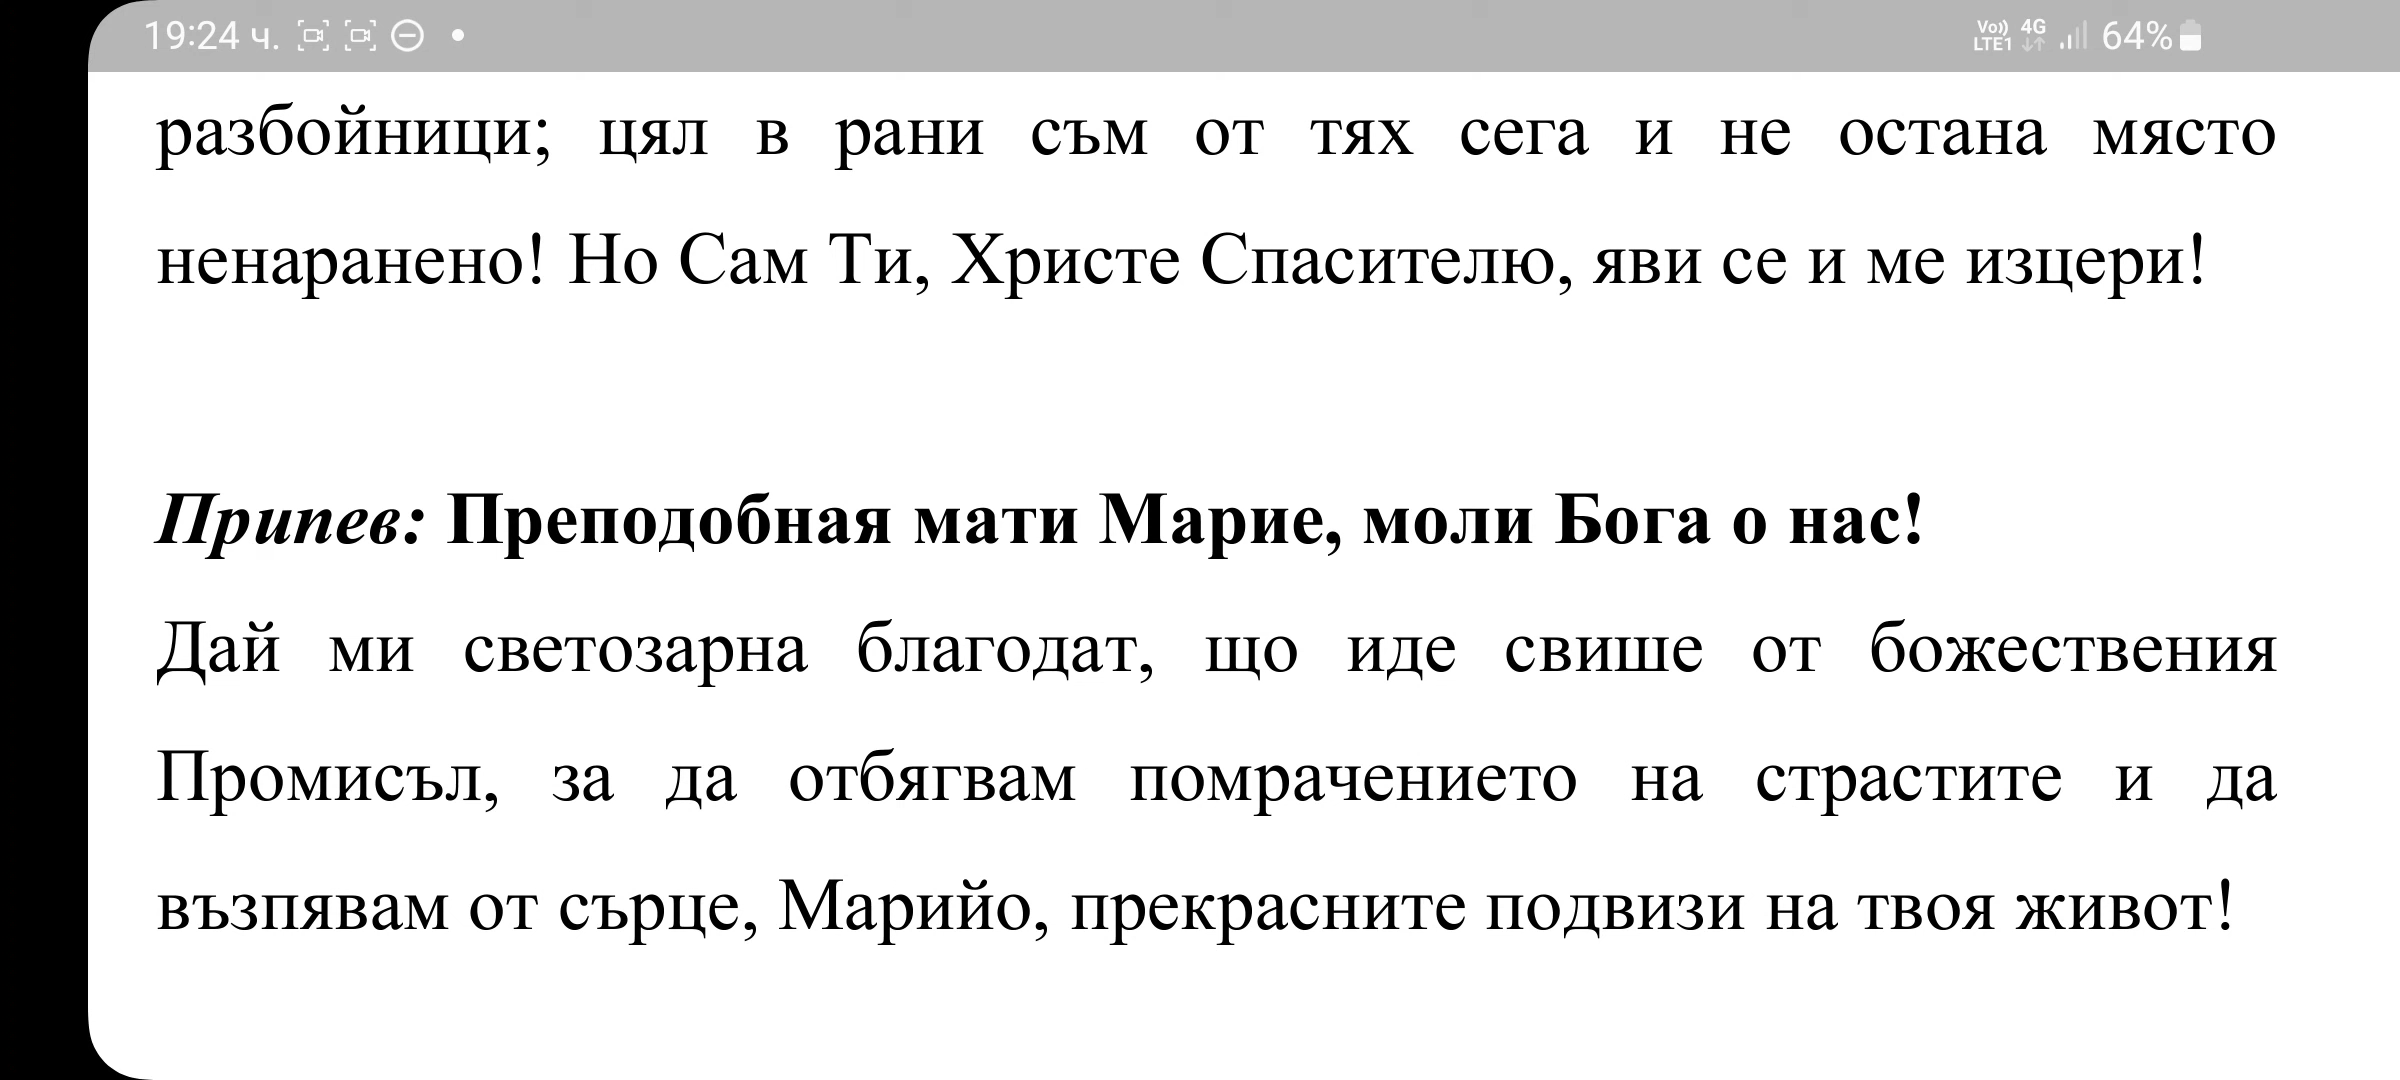 19:24 ч.
Vo)) 4G
LTE1
64%
разбойници; цял в рани съм от тях сега и не остана място
ненаранено! Но Сам Ти, Христе Спасителю, яви се и ме изцери!
Припев: Преподобная мати Марие, моли Бога о нас!
Дай ми светозарна благодат, що иде свише от божествения
Промисъл, за да отбягвам помрачението на страстите и да
възпявам от сърце, Марийо, прекрасните подвизи на твоя живот!